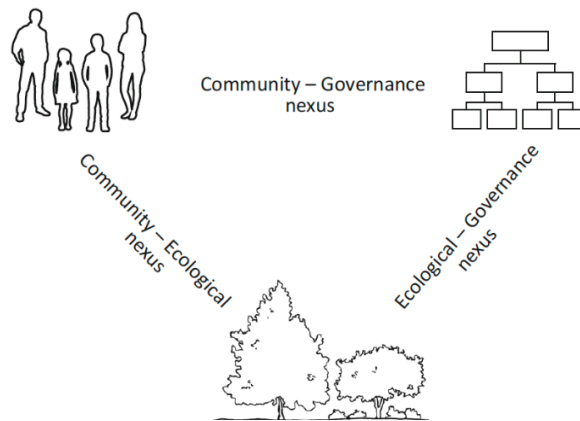 Community – Governance
nexus
Community – Ecological
nexus
Ecological – Governance
nexus